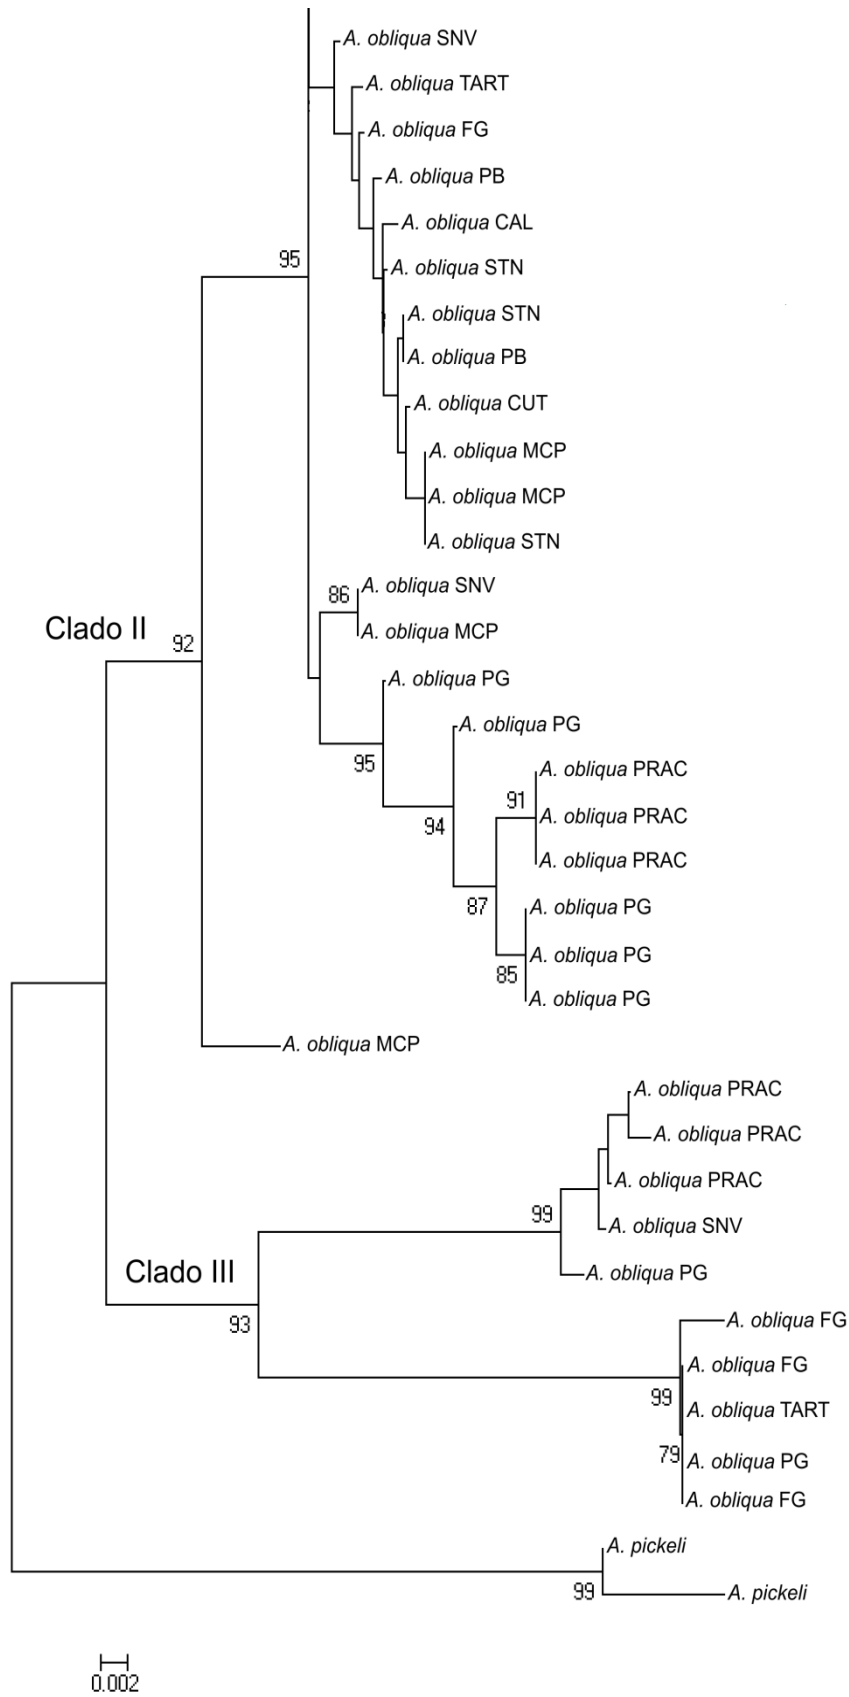 A. obliqua SNV
A. obliqua TART
A. obliqua FG
A. obliqua PB
A. obliqua CAL
95
A. obliqua STN
A. obliqua STN
A. obliqua PB
A. obliqua CUT
A. obliqua MCP
A. obliqua MCP
A. obliqua STN
A. obliqua SNV
86
Clado II
A. obliqua MCP
92
A. obliqua PG
A. obliqua PG
95
A. obliqua PRAC
91
A. obliqua PRAC
94
A. obliqua PRAC
87
A. obliqua PG
A. obliqua PG
85
A. obliqua PG
A. obliqua MCP
A. obliqua PRAC
A. obliqua PRAC
A. obliqua PRAC
99
A. obliqua SNV
Clado III
A. obliqua PG
93
A. obliqua FG
A. obliqua FG
99
A. obliqua TART
79
A. obliqua PG
A. obliqua FG
A. pickeli
99
A. pickeli
0.002